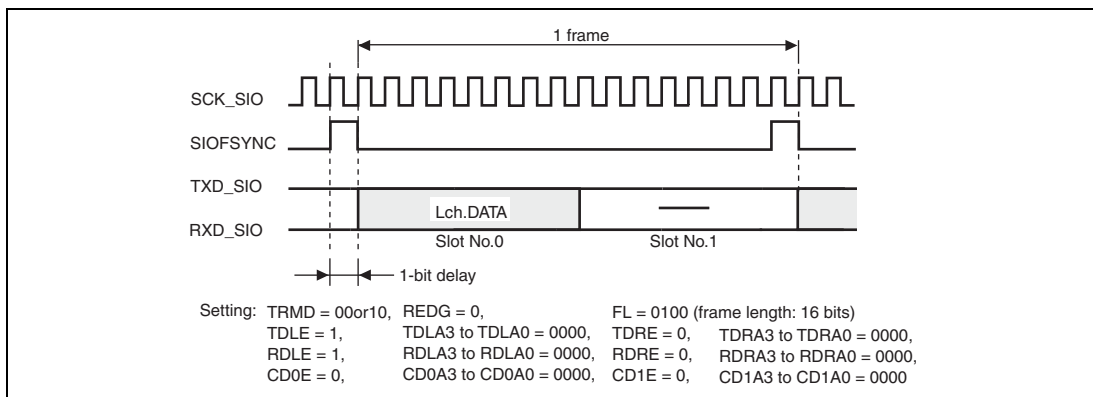 1 frame
SCK_SIO
SIOFSYNC
TXD_SIO
Lch.DATA
RXD_SIO
Slot No.0 Slot No.1
1-bit delay
Setting: TRMD = 00or10, REDG = 0, FL = 0100 (frame length: 16 bits)
TDLE = 1, TDLA3 to TDLA0 = 0000, TDRE = 0, TDRA3 to TDRA0 = 0000,
RDLE = 1, RDLA3 to RDLA0 = 0000, RDRE = 0, RDRA3 to RDRA0 = 0000,
CD0E = 0, CD0A3 to CD0A0 = 0000, CD1E = 0, CD1A3 to CD1A0 = 0000